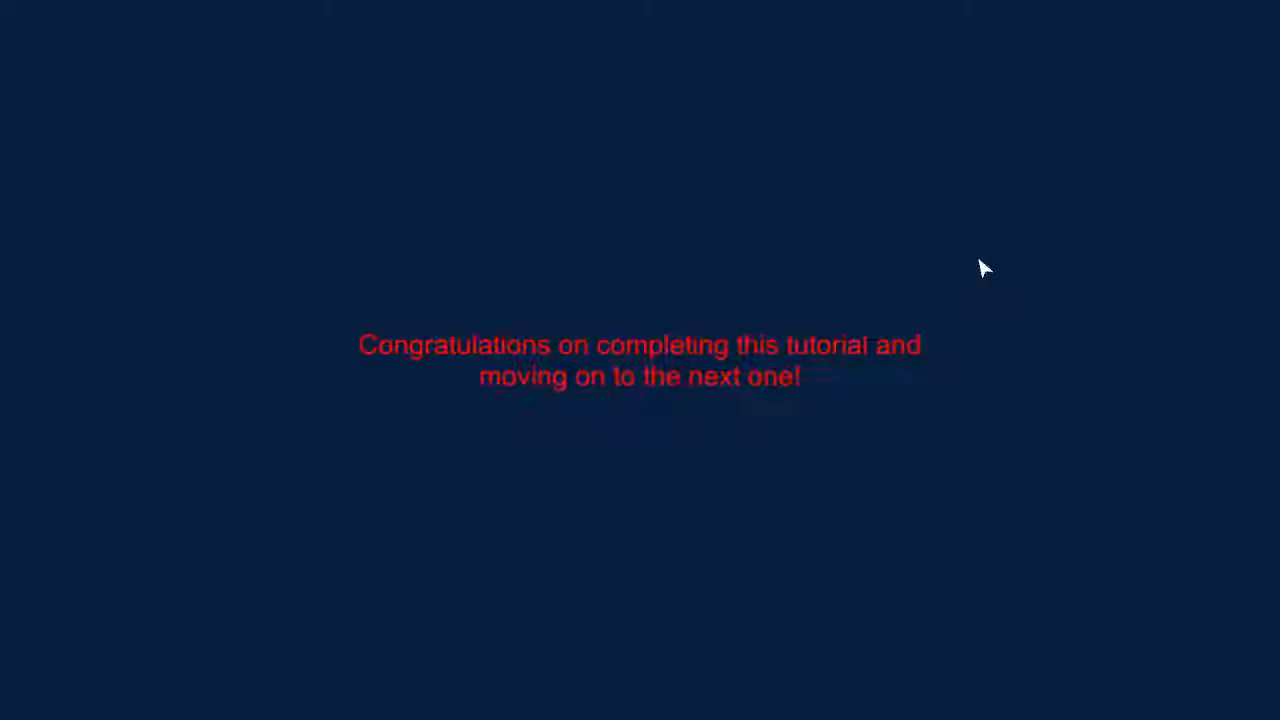 Congratulations on completing this tutorial and
moving on to the next one!